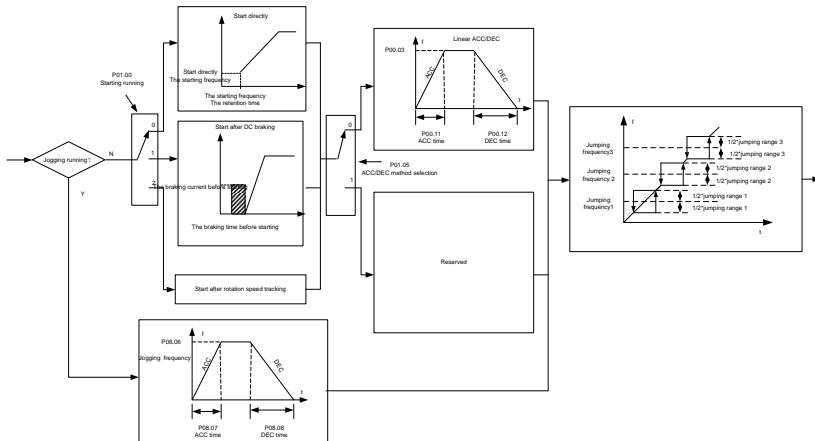 Start directly
Start directly
The starting frequency
The starting frequency
The retention time
P01.00
Starting running
Jogging running?
N
Y
0
1
2
Start after DC braking
The braking current before starting
The braking time before starting
Start after rotation speed tracking
0
1
P01.05
ACC/DEC method selection
Linear ACC/DEC
f
P00.03
ACC
DEC
t
P00.11
ACC time
P00.12
DEC time
Reserved
P08.06
f
Jogging frequency
ACC
DEC
t
P08.07
ACC time
P08.08
DEC time
f
Jumping
frequency3
Jumping
frequency 2
Jumping
frequency1
1/2*jumping range 3
1/2*jumping range 3
1/2*jumping range 2
1/2*jumping range 2
1/2*jumping range 1
1/2*jumping range 1
t